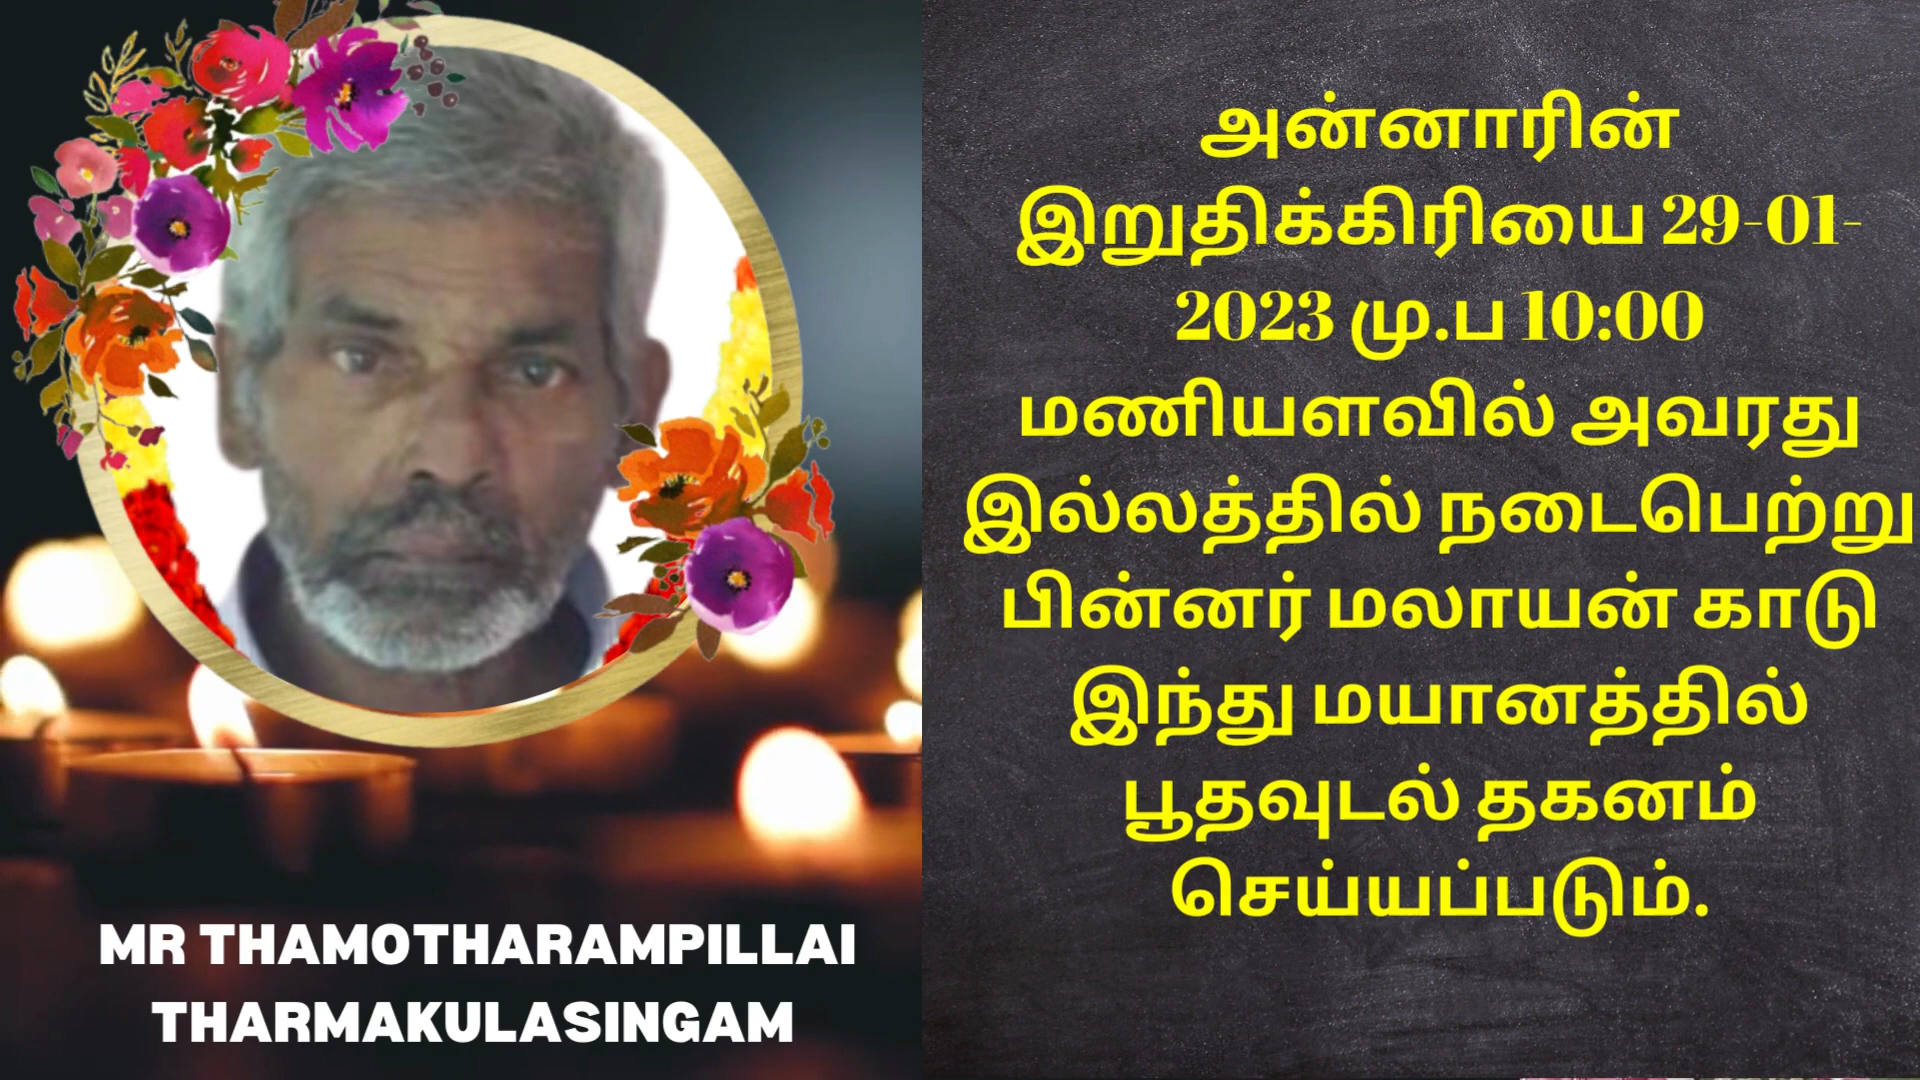 MR THAMOTHARAMPILLAI
THARMAKULASINGAM
அன்னாரின்
இறுதிக்கிரியை 29-01-
2023 மு.ப 10:00
மணியளவில் அவரது
இல்லத்தில் நடைபெற்று
பின்னர் மலாயன் காடு
இந்து மயானத்தில்
பூதவுடல் தகனம்
செய்யப்படும்.